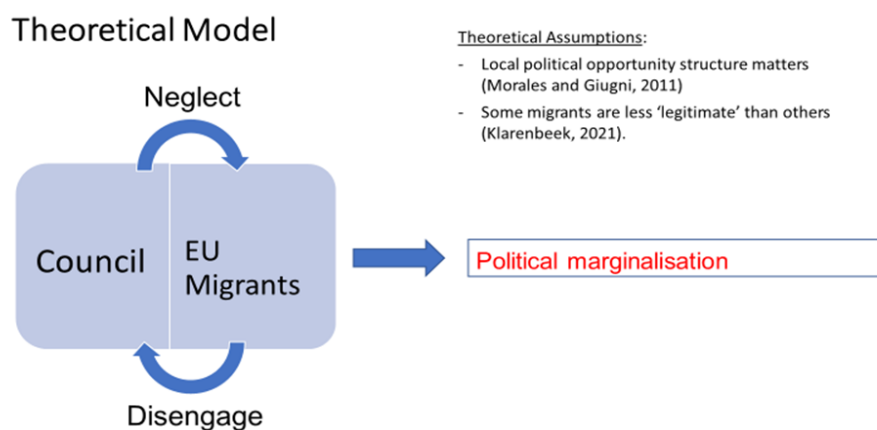 Theoretical Model
Theoretical Assumptions:
- Local political opportunity structure matters
(Morales and Giugni, 2011)
- Some migrants are less ‘legitimate’ than others
(Klarenbeek, 2021).
Neglect
Council
EU
Migrants
Disengage
Political marginalisation